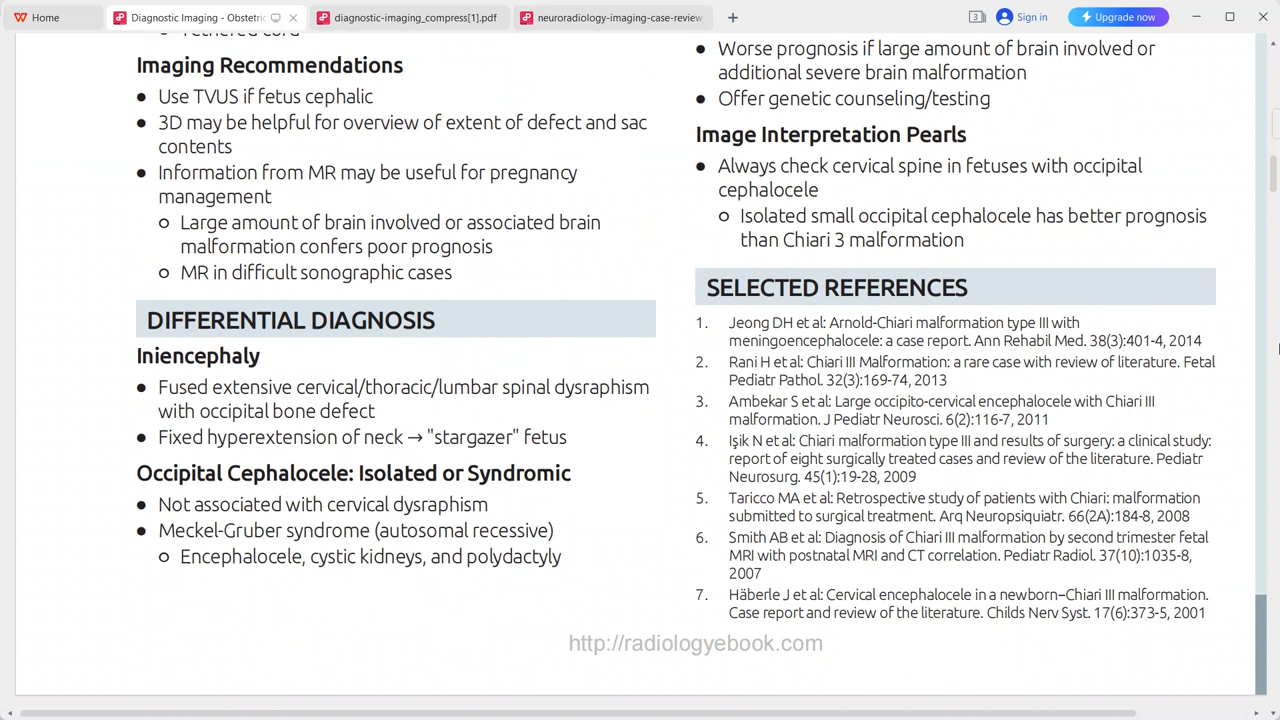 Home
Diagnostic Imaging - Obstetric
diagnostic-imaging_compress[1].pdf
neuroradiology-imaging-case-review
Sign in
Upgrade now
Tethered cord
Imaging Recommendations
● Use TVUS if fetus cephalic
● 3D may be helpful for overview of extent of defect and sac
contents
● Information from MR may be useful for pregnancy
management
○ Large amount of brain involved or associated brain
malformation confers poor prognosis
○ MR in difficult sonographic cases
DIFFERENTIAL DIAGNOSIS
Iniencephaly
● Fused extensive cervical/thoracic/lumbar spinal dysraphism
with occipital bone defect
● Fixed hyperextension of neck → "stargazer" fetus
Occipital Cephalocele: Isolated or Syndromic
● Not associated with cervical dysraphism
● Meckel-Gruber syndrome (autosomal recessive)
○ Encephalocele, cystic kidneys, and polydactyly
● Worse prognosis if large amount of brain involved or
additional severe brain malformation
● Offer genetic counseling/testing
Image Interpretation Pearls
● Always check cervical spine in fetuses with occipital
cephalocele
○ Isolated small occipital cephalocele has better prognosis
than Chiari 3 malformation
SELECTED REFERENCES
1. Jeong DH et al: Arnold-Chiari malformation type III with
meningoencephalocele: a case report. Ann Rehabil Med. 38(3):401-4, 2014
2. Rani H et al: Chiari III Malformation: a rare case with review of literature. Fetal
Pediatr Pathol. 32(3):169-74, 2013
3. Ambekar S et al: Large occipito-cervical encephalocele with Chiari III
malformation. J Pediatr Neurosci. 6(2):116-7, 2011
4. Işik N et al: Chiari malformation type III and results of surgery: a clinical study:
report of eight surgically treated cases and review of the literature. Pediatr
Neurosurg. 45(1):19-28, 2009
5. Taricco MA et al: Retrospective study of patients with Chiari: malformation
submitted to surgical treatment. Arq Neuropsiquiatr. 66(2A):184-8, 2008
6. Smith AB et al: Diagnosis of Chiari III malformation by second trimester fetal
MRI with postnatal MRI and CT correlation. Pediatr Radiol. 37(10):1035-8,
2007
7. Häberle J et al: Cervical encephalocele in a newborn–Chiari III malformation.
Case report and review of the literature. Childs Nerv Syst. 17(6):373-5, 2001
http://radiologyebook.com